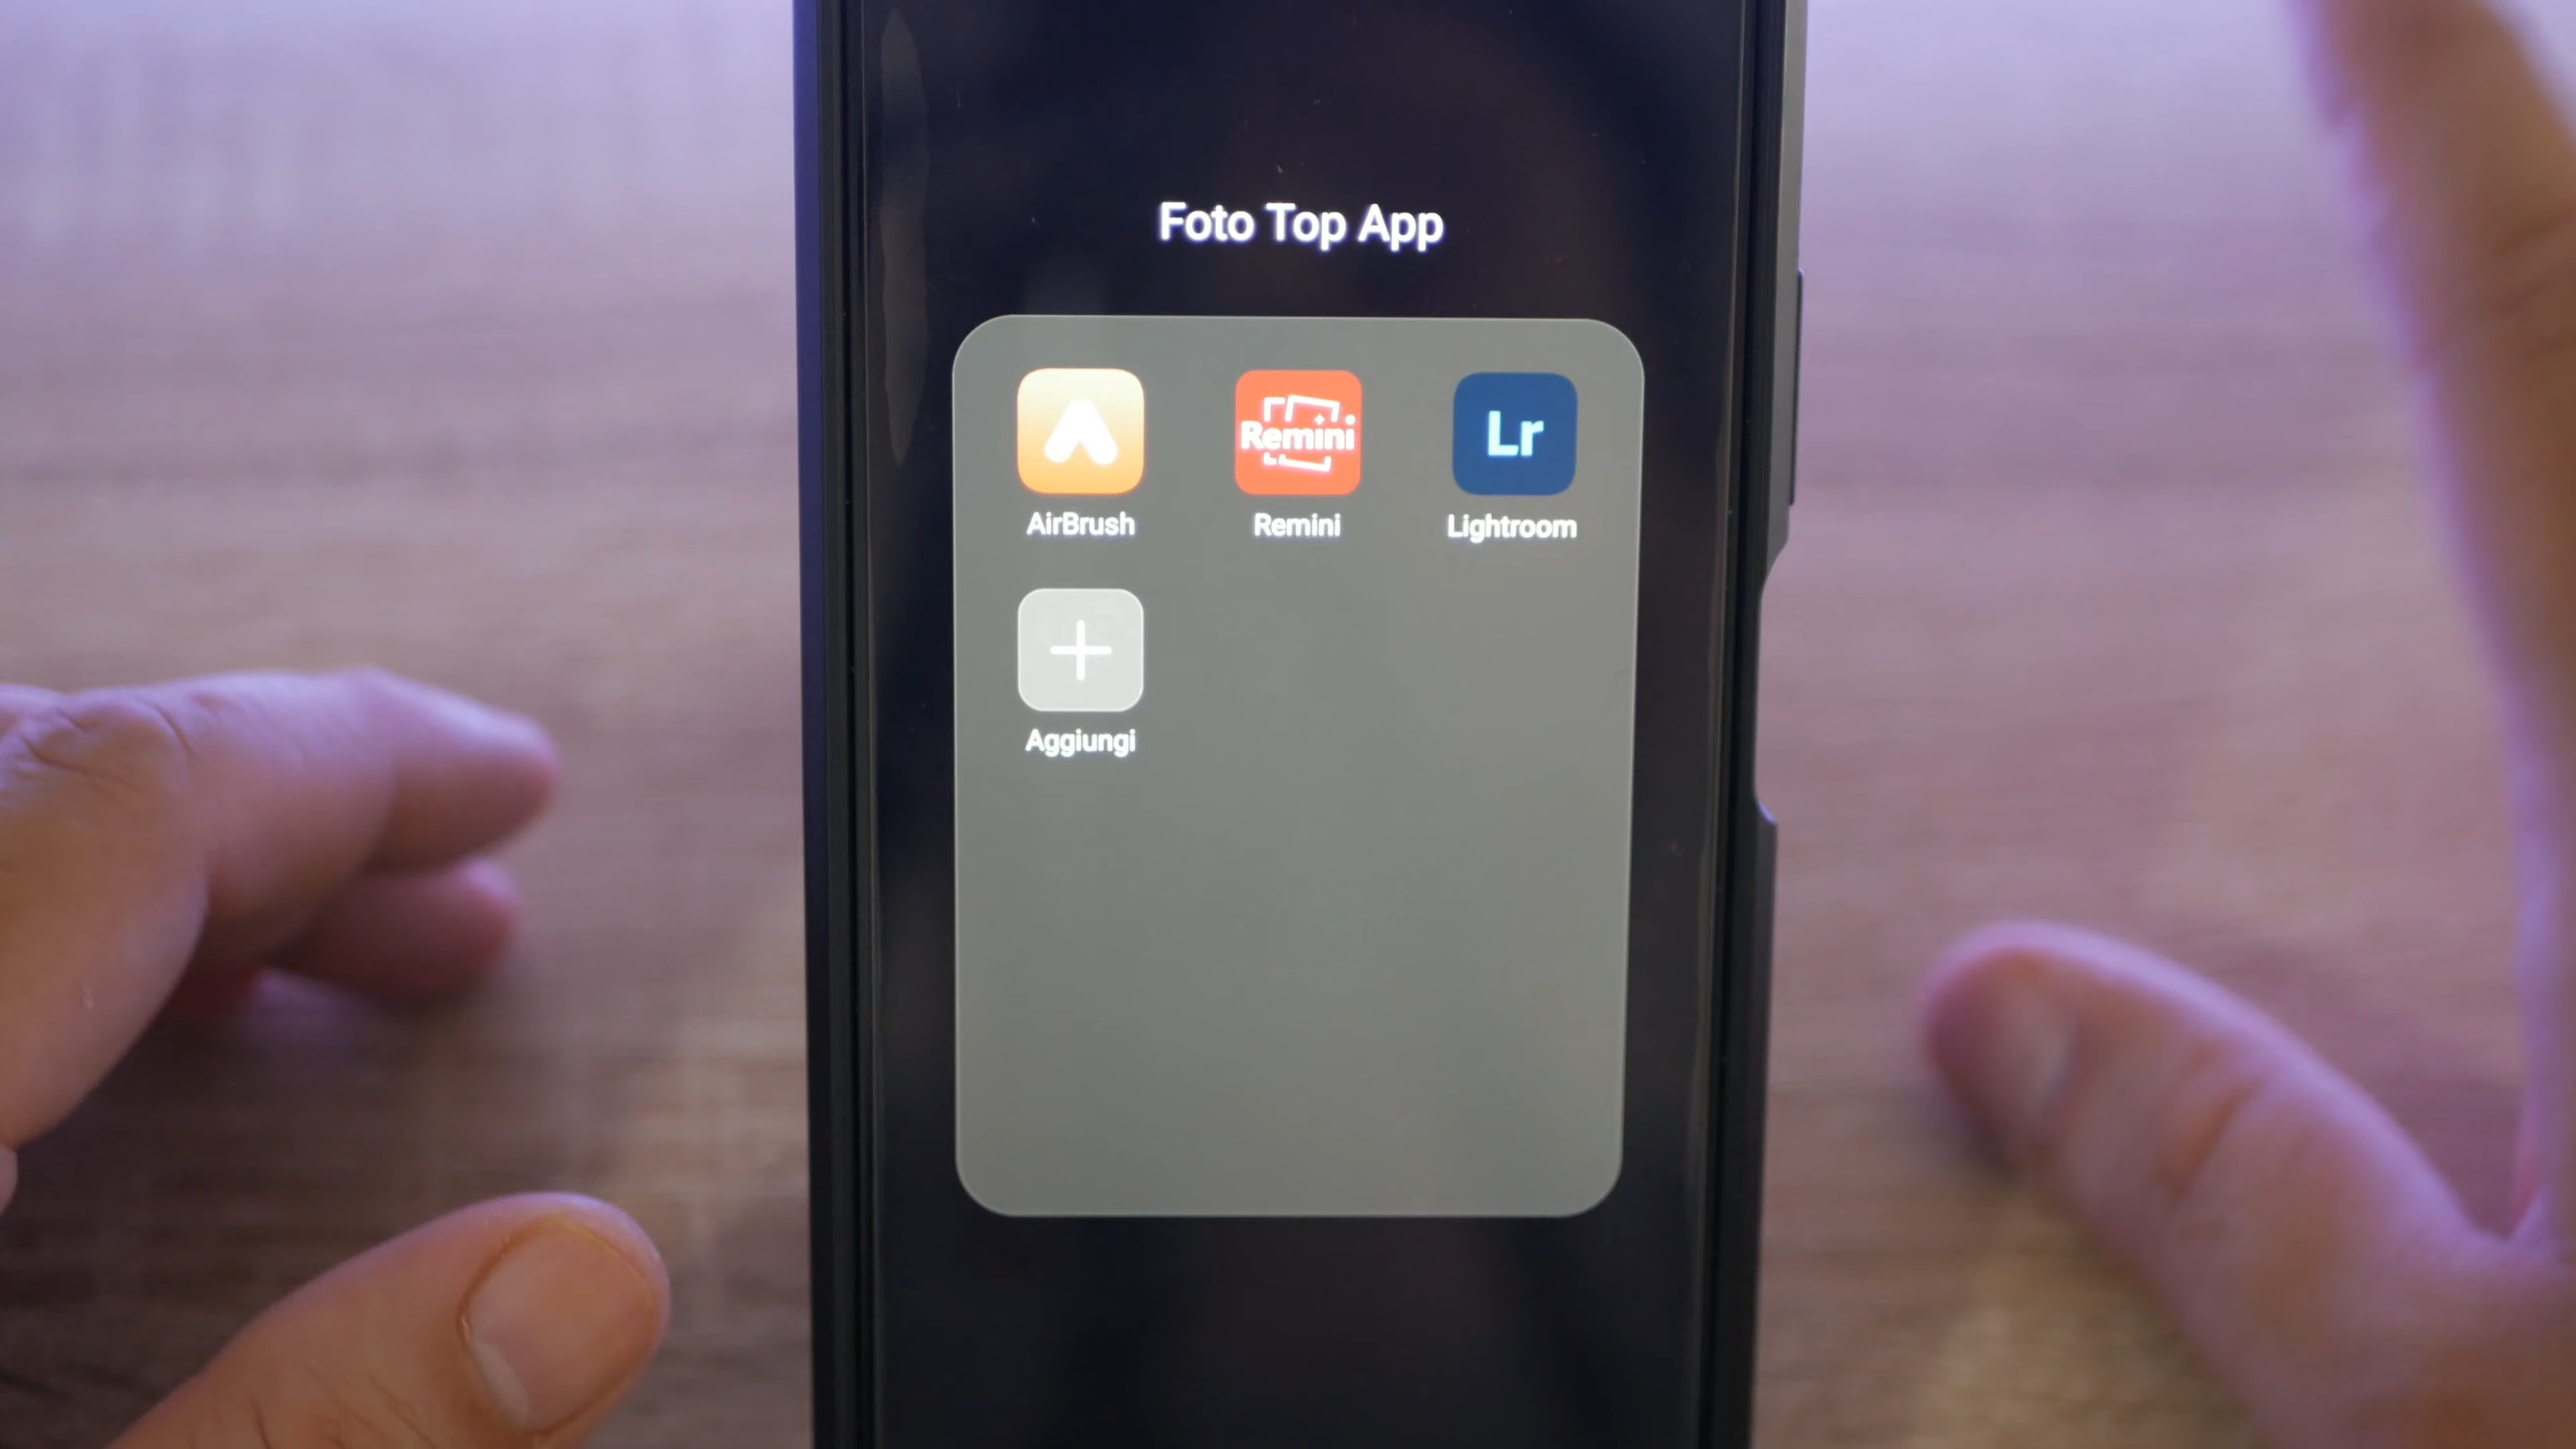 Foto Top App
Remini
Lr
AirBrush
Remini
Lightroom
Aggiungi